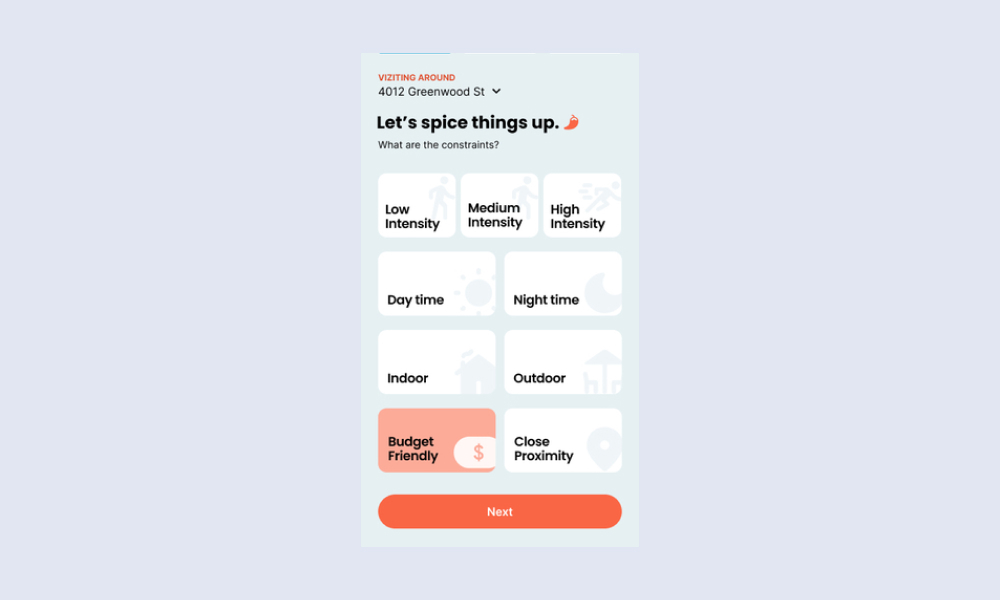 VIZITING AROUND
4012 Greenwood St
Let's spice things up.
What are the constraints?
Low
Intensity
Medium
Intensity
High
Intensity
Day time
Night time
Indoor
Outdoor
Budget
Friendly
$
Close
Proximity
Next